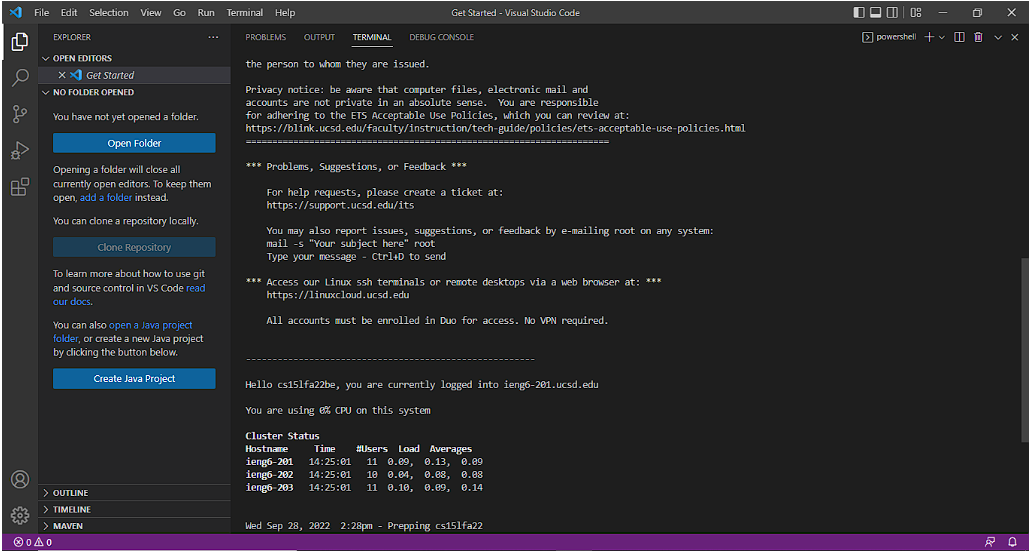 File Edit Selection View Go Run Terminal Help
Get Started - Visual Studio Code
EXPLORER
OPEN EDITORS
Get Started
NO FOLDER OPENED
You have not yet opened a folder.
Open Folder
Opening a folder will close all
currently open editors. To keep them
open, add a folder instead.
You can clone a repository locally.
Clone Repository
To learn more about how to use git
and source control in VS Code read
our docs.
You can also open a Java project
folder, or create a new Java project
by clicking the button below.
Create Java Project
OUTLINE
TIMELINE
MAVEN
PROBLEMS OUTPUT TERMINAL DEBUG CONSOLE
powershell
the person to whom they are issued.
Privacy notice: be aware that computer files, electronic mail and
accounts are not private in an absolute sense. You are responsible
for adhering to the ETS Acceptable Use Policies, which you can review at:
https://blink.ucsd.edu/faculty/instruction/tech-guide/policies/ets-acceptable-use-policies.html
=====================================================================
*** Problems, Suggestions, or Feedback ***
For help requests, please create a ticket at:
https://support.ucsd.edu/its
You may also report issues, suggestions, or feedback by e-mailing root on any system:
mail -s "Your subject here" root
Type your message - Ctrl+D to send
*** Access our Linux ssh terminals or remote desktops via a web browser at: ***
https://linuxcloud.ucsd.edu
All accounts must be enrolled in Duo for access. No VPN required.
-------------------------------------------------------
Hello cs15lfa22be, you are currently logged into ieng6-201.ucsd.edu
You are using 0% CPU on this system
Cluster Status
Hostname Time #Users Load Averages
ieng6-201 14:25:01 11 0.09, 0.13, 0.09
ieng6-202 14:25:01 10 0.04, 0.08, 0.08
ieng6-203 14:25:01 11 0.10, 0.09, 0.14
Wed Sep 28, 2022 2:28pm - Prepping cs15lfa22
0 0